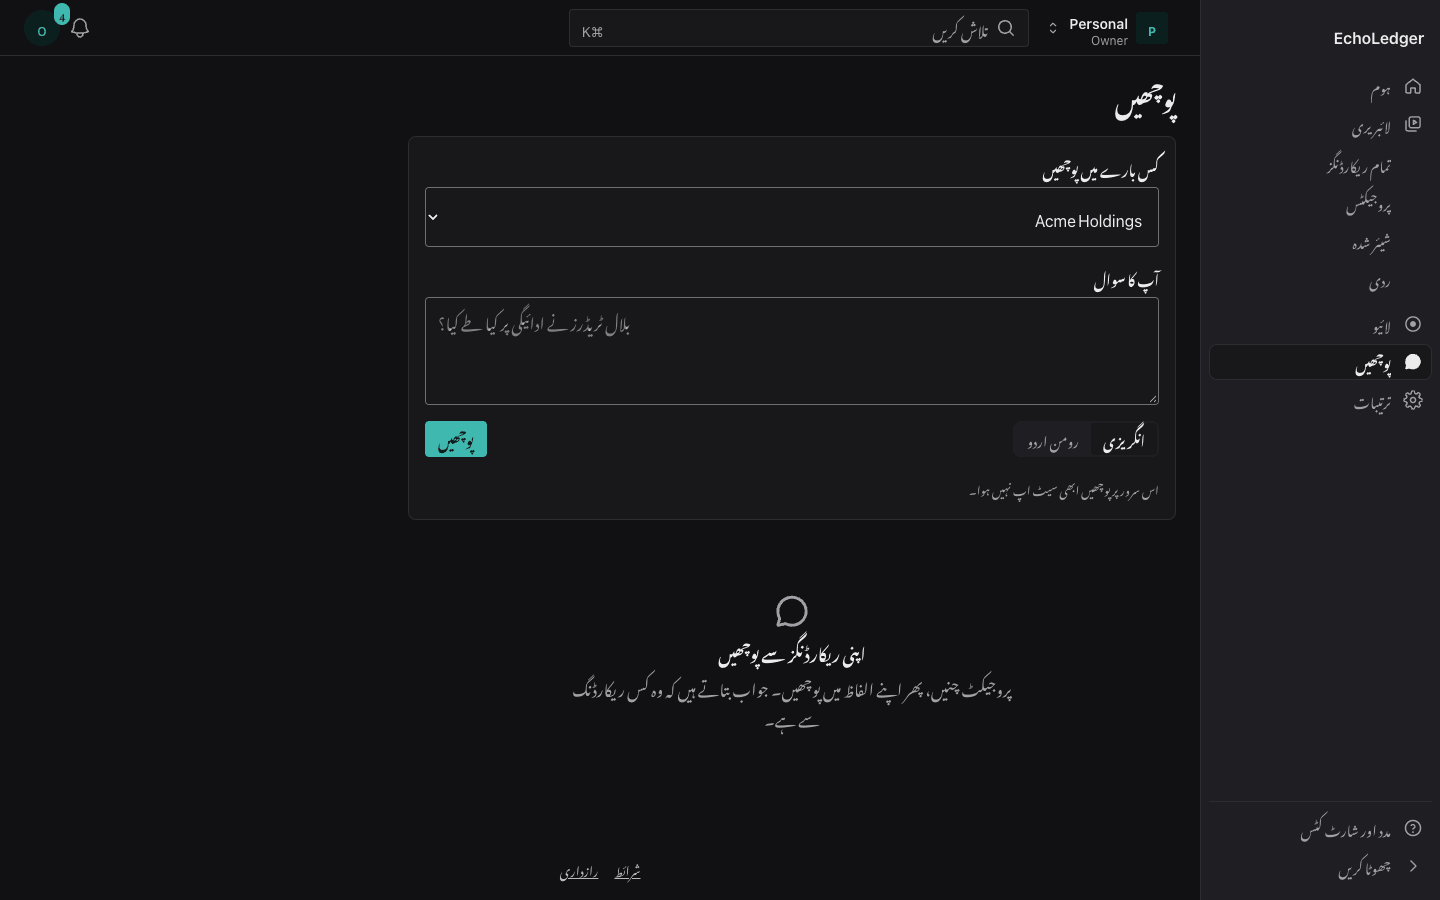 EchoLedger
ہوم
لائبریری
تمام ریکارڈنگز
پروجیکٹس
شیئر شدہ
ردی
لائیو
پوچھیں
ترتیبات
مدد اور شارٹ کٹس
چھوٹا کریں
P
Personal
Owner
تلاش کریں
⌘K
4
O
پوچھیں
کس بارے میں پوچھیں
Acme Holdings
آپ کا سوال
بلال ٹریڈرز نے ادائیگی پر کیا طے کیا؟
انگریزی
رومن اردو
پوچھیں
اس سرور پر پوچھیں ابھی سیٹ اپ نہیں ہوا۔
اپنی ریکارڈنگز سے پوچھیں
پروجیکٹ چنیں، پھر اپنے الفاظ میں پوچھیں۔ جواب بتاتے ہیں کہ وہ کس ریکارڈنگ
سے ہے۔
شرائط
رازداری